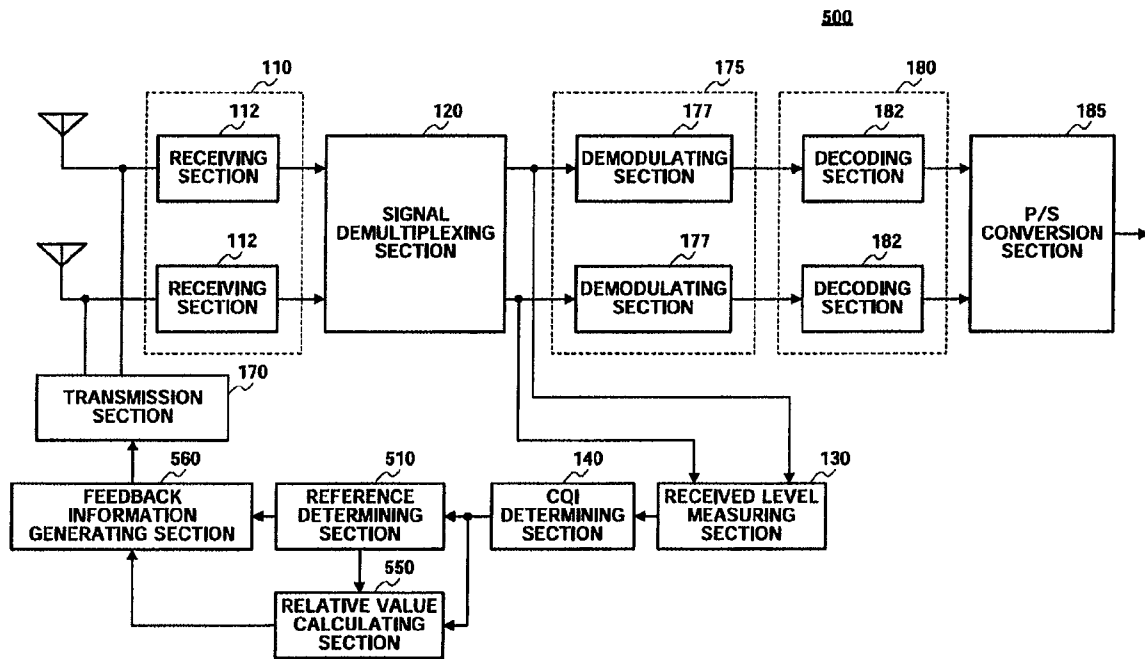 500
110
175
180
112
120
177
182
185
RECEIVING
SECTION
SIGNAL
DEMULTIPLEXING
SECTION
DEMODULATING
SECTION
DECODING
SECTION
P/S
CONVERSION
SECTION
112
177
182
RECEIVING
SECTION
DEMODULATING
SECTION
DECODING
SECTION
170
TRANSMISSION
SECTION
560
510
140
130
FEEDBACK
INFORMATION
GENERATING SECTION
REFERENCE
DETERMINING
SECTION
CQI
DETERMINING
SECTION
RECEIVED LEVEL
MEASURING
SECTION
550
RELATIVE VALUE
CALCULATING
SECTION